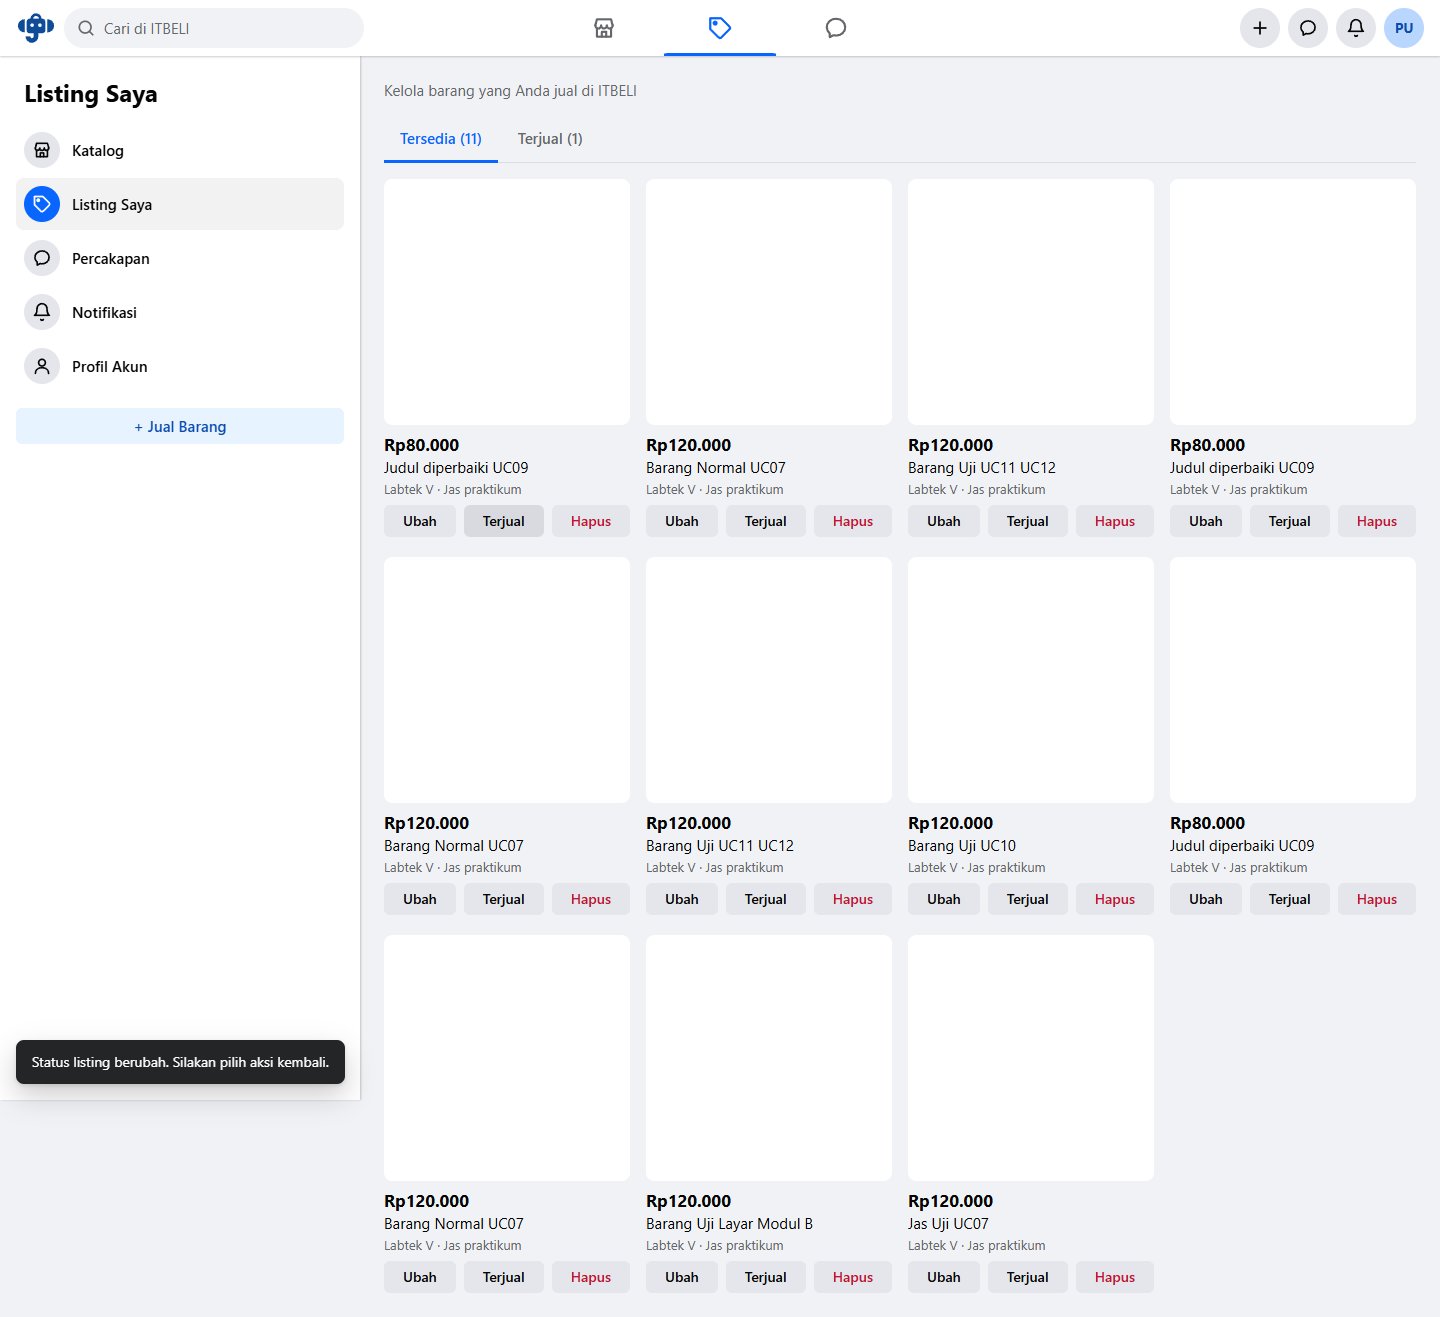 Cari di ITBELI
PU
Listing Saya
Katalog
Listing Saya
Percakapan
Notifikasi
Profil Akun
+ Jual Barang
Kelola barang yang Anda jual di ITBELI
Tersedia (11) Terjual (1)
Rp80.000
Judul diperbaiki UC09
Labtek V · Jas praktikum
Ubah Terjual Hapus
Rp120.000
Barang Normal UC07
Labtek V · Jas praktikum
Ubah Terjual Hapus
Rp120.000
Barang Uji UC11 UC12
Labtek V · Jas praktikum
Ubah Terjual Hapus
Rp80.000
Judul diperbaiki UC09
Labtek V · Jas praktikum
Ubah Terjual Hapus
Rp120.000
Barang Normal UC07
Labtek V · Jas praktikum
Ubah Terjual Hapus
Rp120.000
Barang Uji UC11 UC12
Labtek V · Jas praktikum
Ubah Terjual Hapus
Rp120.000
Barang Uji UC10
Labtek V · Jas praktikum
Ubah Terjual Hapus
Rp80.000
Judul diperbaiki UC09
Labtek V · Jas praktikum
Ubah Terjual Hapus
Rp120.000
Barang Normal UC07
Labtek V · Jas praktikum
Ubah Terjual Hapus
Rp120.000
Barang Uji Layar Modul B
Labtek V · Jas praktikum
Ubah Terjual Hapus
Rp120.000
Jas Uji UC07
Labtek V · Jas praktikum
Ubah Terjual Hapus
Status listing berubah. Silakan pilih aksi kembali.